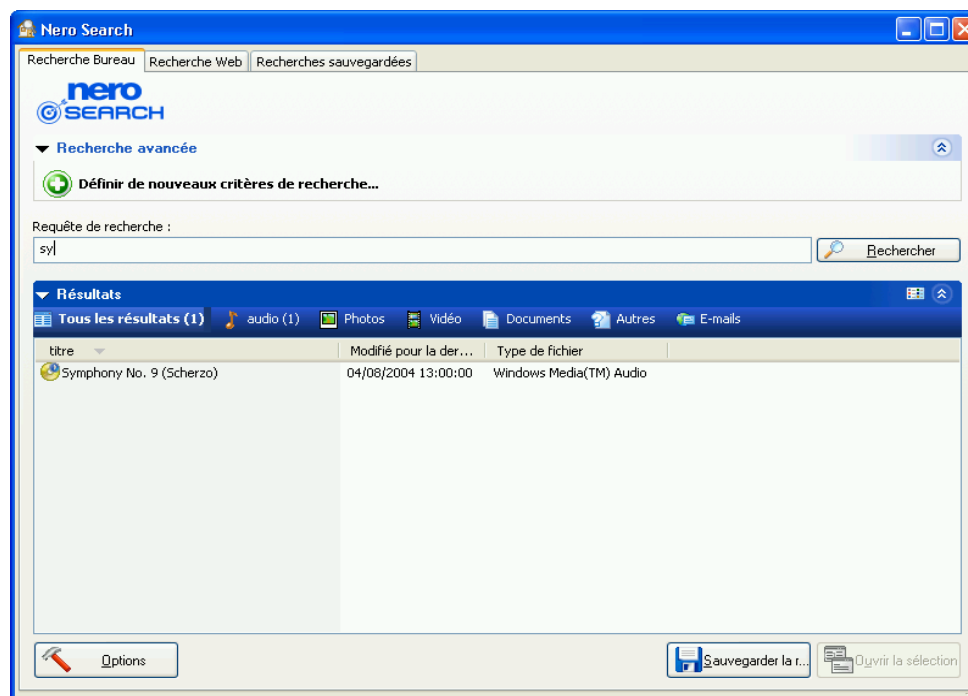 Nero Search
Recherche Bureau Recherche Web Recherches sauvegardées
nero
SEARCH
Recherche avancée
Définir de nouveaux critères de recherche...
Requête de recherche :
sy
Rechercher
Résultats
Tous les résultats (1) audio (1) Photos Vidéo Documents Autres E-mails
titre Modifié pour la der... Type de fichier
Symphony No. 9 (Scherzo) 04/08/2004 13:00:00 Windows Media(TM) Audio
Options Sauvegarder la r... Ouvrir la sélection